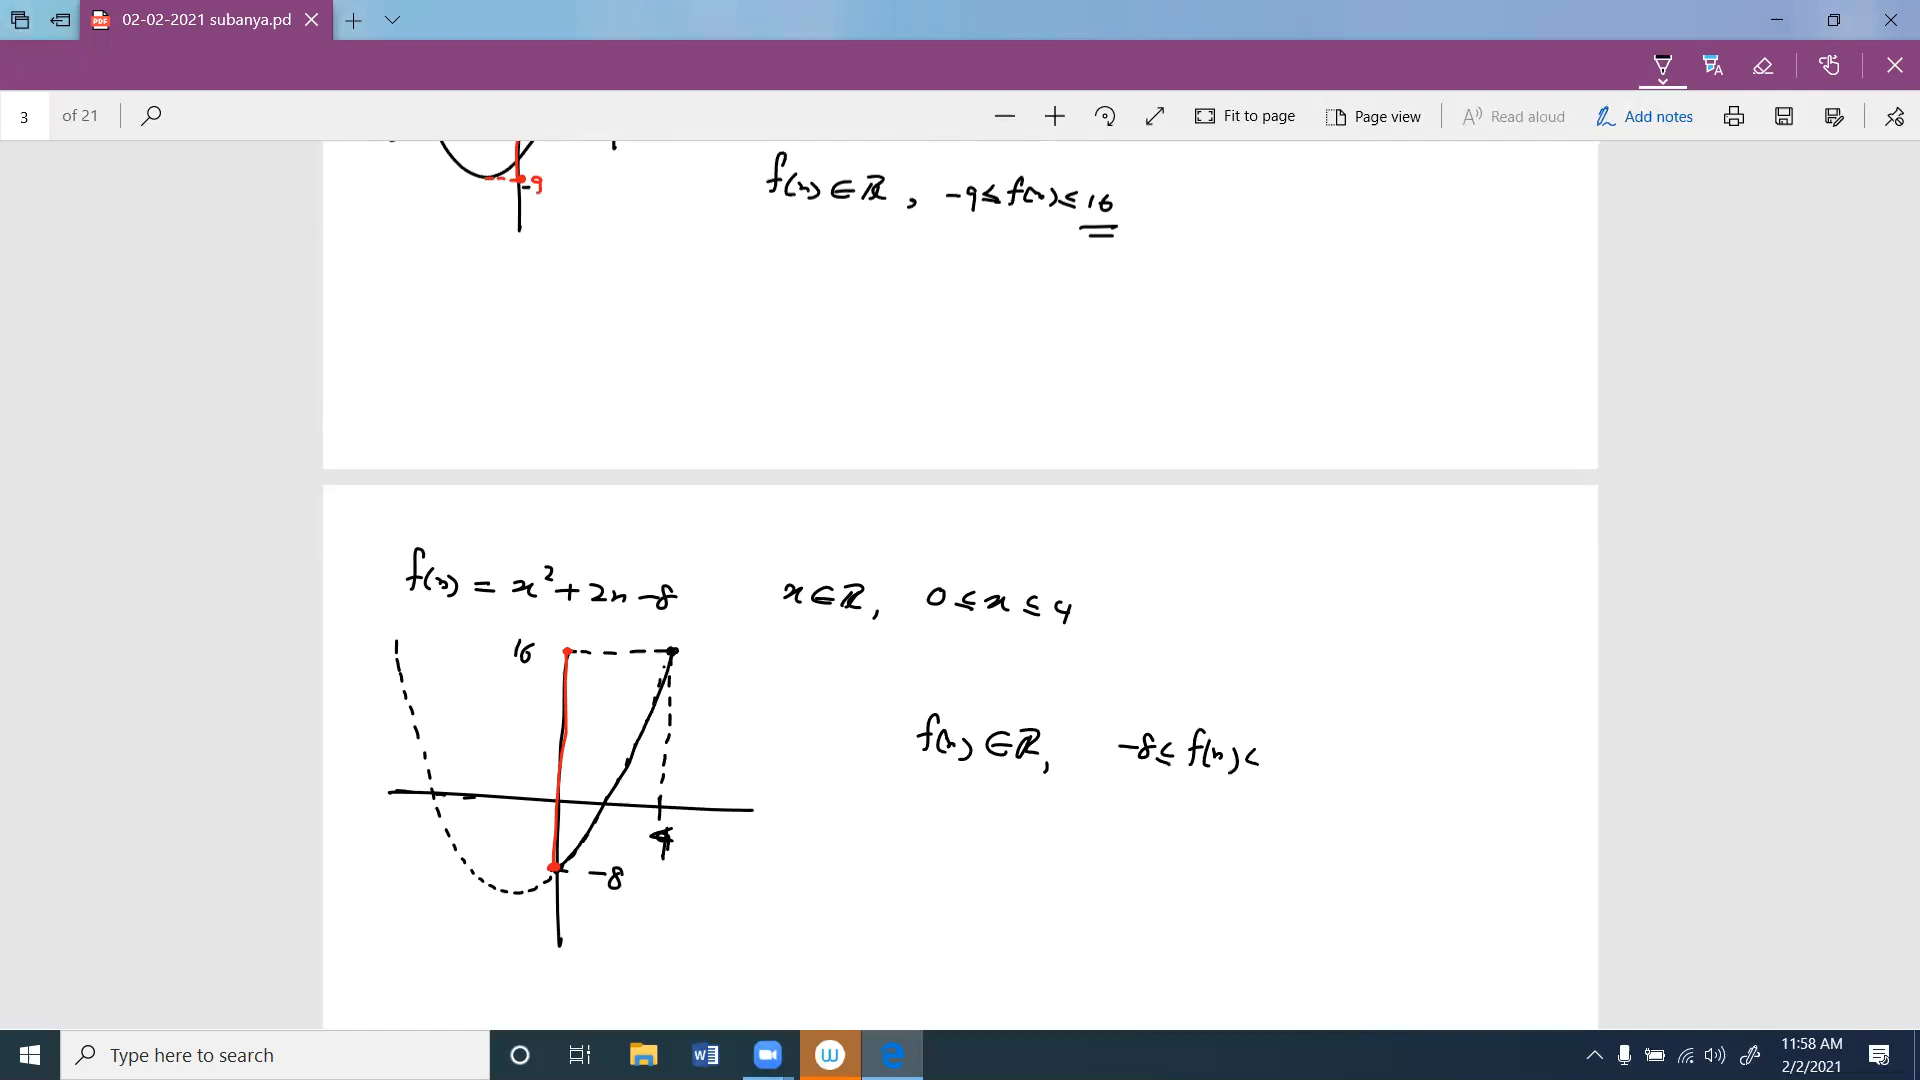 02-02-2021 subanya.pd
3 of 21
Fit to page
Page view
Read aloud
Add notes
-9
f(x) ∈ ℝ , -9 ≤ f(x) ≤ 16
f(x) = x² + 2x - 8 x ∈ ℝ, 0 ≤ x ≤ 4
16
f(x) ∈ ℝ, -8 ≤ f(x) <
4
-8
Type here to search
11:58 AM
2/2/2021